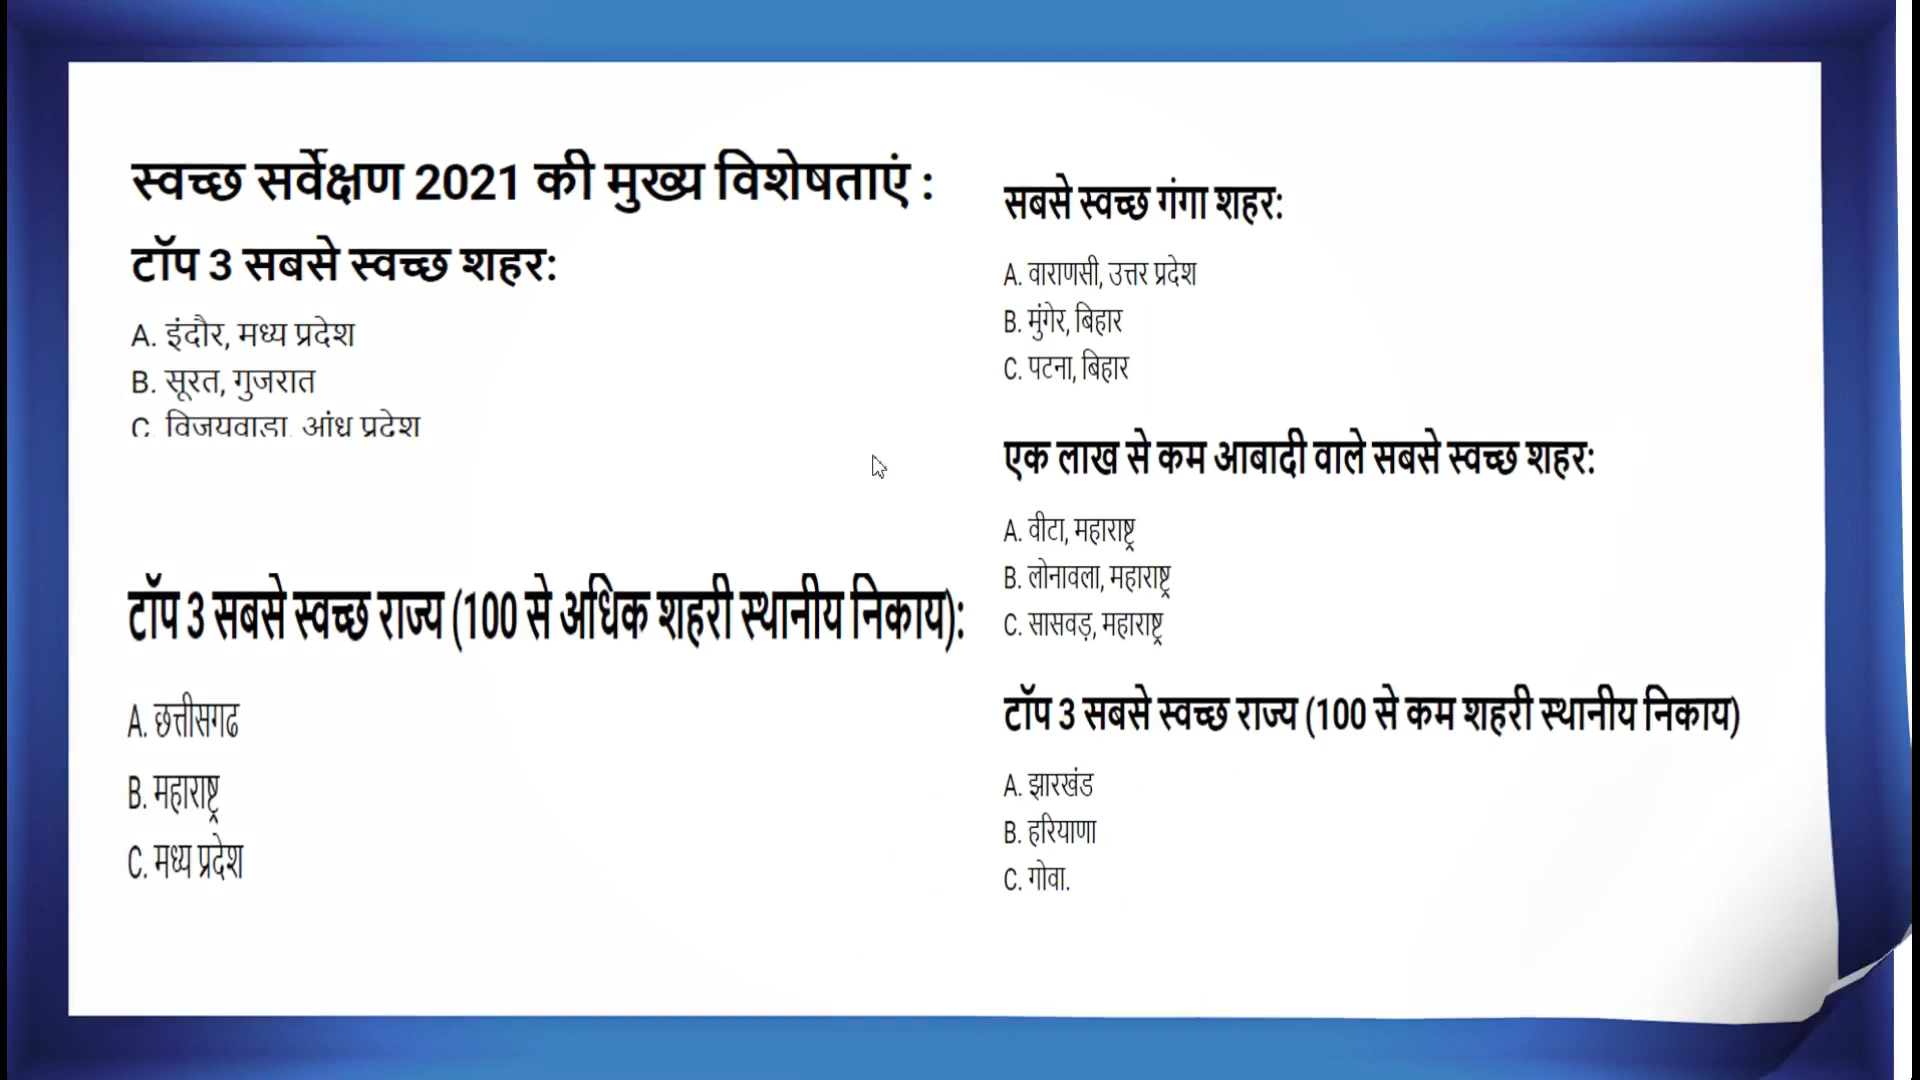 स्वच्छ सर्वेक्षण 2021 की मुख्य विशेषताएं :
टॉप 3 सबसे स्वच्छ शहर:
A. इंदौर, मध्य प्रदेश
B. सूरत, गुजरात
C. विजयवाड़ा, आंध्र प्रदेश
टॉप 3 सबसे स्वच्छ राज्य (100 से अधिक शहरी स्थानीय निकाय):
A. छत्तीसगढ
B. महाराष्ट्र
C. मध्य प्रदेश
सबसे स्वच्छ गंगा शहर:
A. वाराणसी, उत्तर प्रदेश
B. मुंगेर, बिहार
C. पटना, बिहार
एक लाख से कम आबादी वाले सबसे स्वच्छ शहर:
A. वीटा, महाराष्ट्र
B. लोनावला, महाराष्ट्र
C. सासवड़, महाराष्ट्र
टॉप 3 सबसे स्वच्छ राज्य (100 से कम शहरी स्थानीय निकाय)
A. झारखंड
B. हरियाणा
C. गोवा.